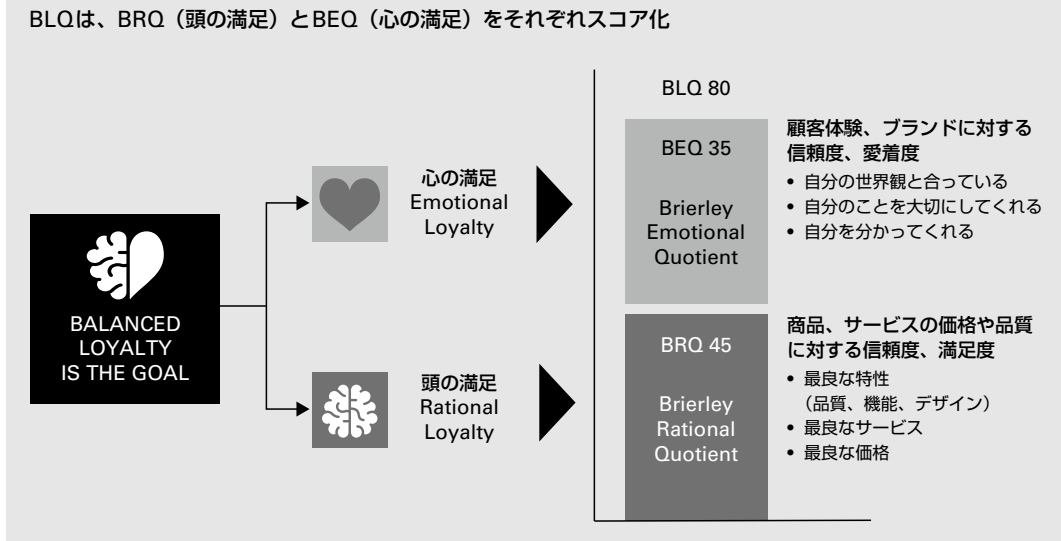 BLQは、BRQ（頭の満足）とBEQ（心の満足）をそれぞれスコア化
BALANCED
LOYALTY
IS THE GOAL
心の満足
Emotional
Loyalty
頭の満足
Rational
Loyalty
BLQ 80
BEQ 35
Brierley
Emotional
Quotient
顧客体験、ブランドに対する
信頼度、愛着度
• 自分の世界観と合っている
• 自分のことを大切にしてくれる
• 自分を分かってくれる
BRQ 45
Brierley
Rational
Quotient
商品、サービスの価格や品質
に対する信頼度、満足度
• 最良な特性
（品質、機能、デザイン）
• 最良なサービス
• 最良な価格